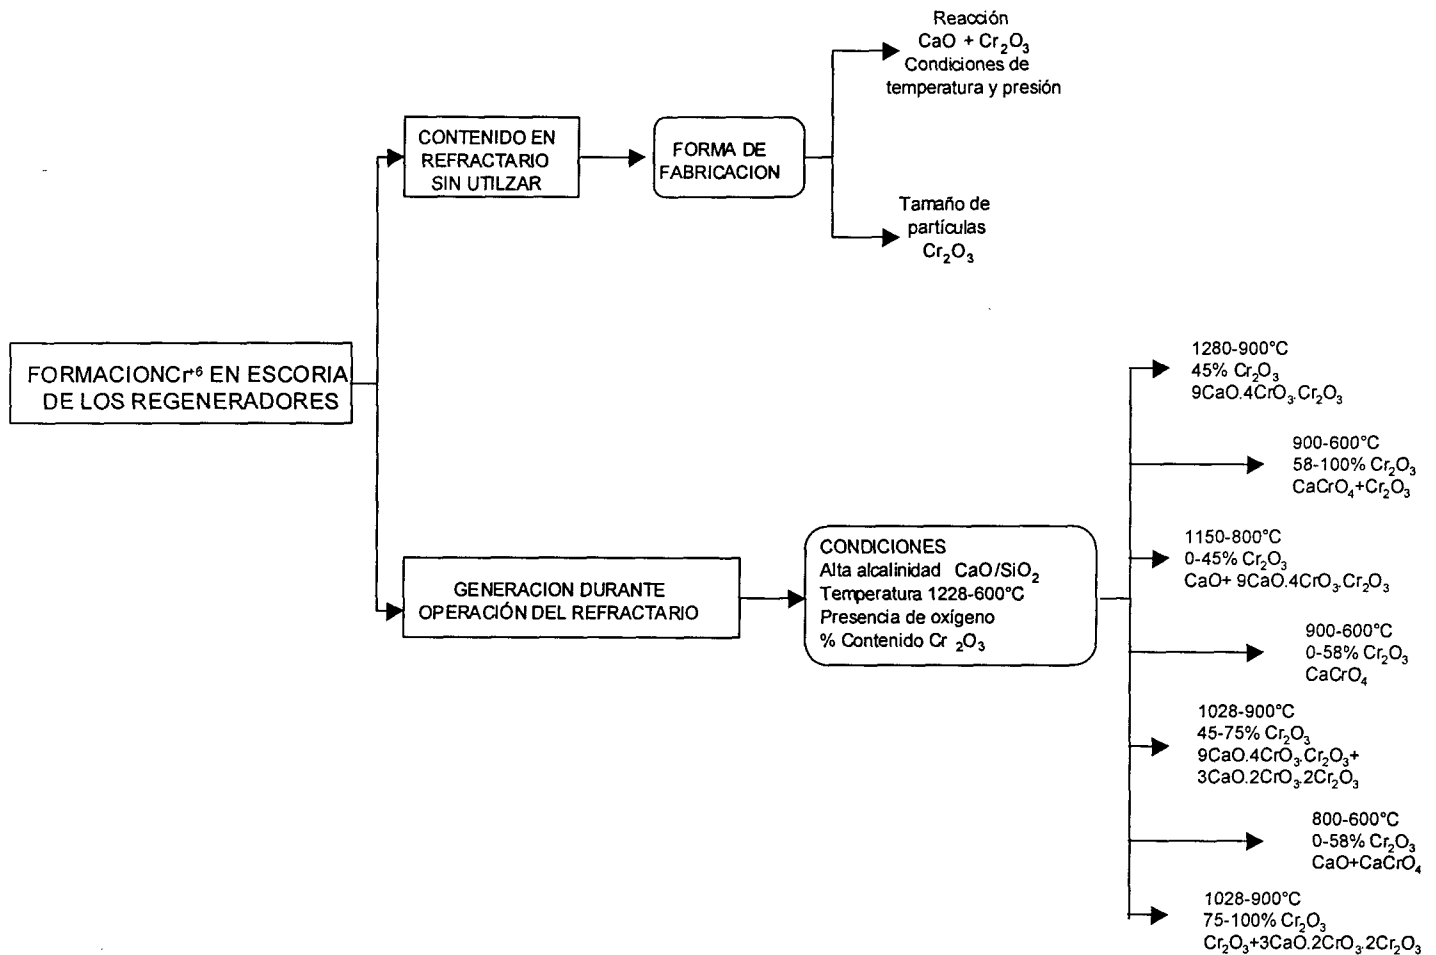 Reacción
CaO + Cr₂O₃
Condiciones de
temperatura y presión
CONTENIDO EN
REFRACTARIO
SIN UTILZAR
FORMA DE
FABRICACION
Tamaño de
partículas
Cr₂O₃
FORMACIONCr⁺⁶ EN ESCORIA
DE LOS REGENERADORES
GENERACION DURANTE
OPERACIÓN DEL REFRACTARIO
CONDICIONES
Alta alcalinidad CaO/SiO₂
Temperatura 1228-600°C
Presencia de oxígeno
% Contenido Cr ₂O₃
1280-900°C
45% Cr₂O₃
9CaO.4CrO₃.Cr₂O₃
900-600°C
58-100% Cr₂O₃
CaCrO₄+Cr₂O₃
1150-800°C
0-45% Cr₂O₃
CaO+ 9CaO.4CrO₃.Cr₂O₃
900-600°C
0-58% Cr₂O₃
CaCrO₄
1028-900°C
45-75% Cr₂O₃
9CaO.4CrO₃.Cr₂O₃+
3CaO.2CrO₃.2Cr₂O₃
800-600°C
0-58% Cr₂O₃
CaO+CaCrO₄
1028-900°C
75-100% Cr₂O₃
Cr₂O₃+3CaO.2CrO₃.2Cr₂O₃